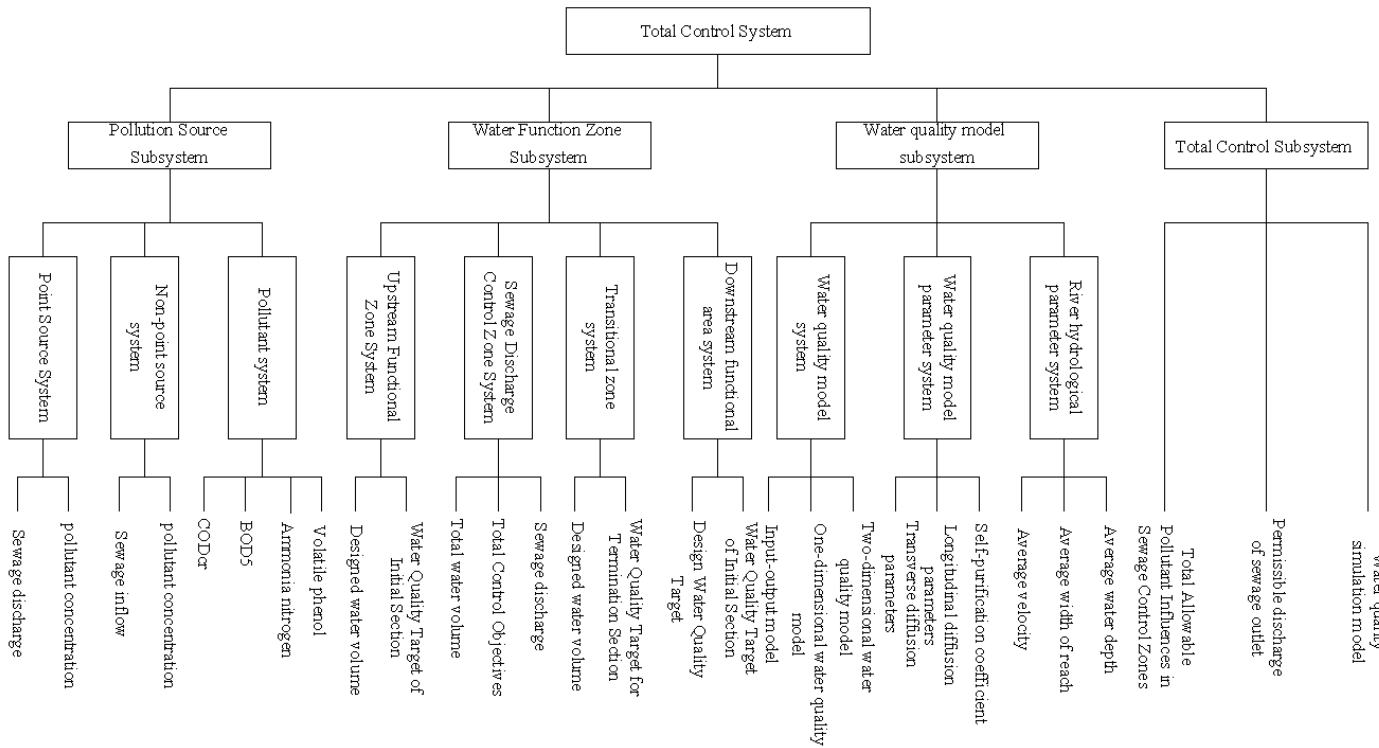 Total Control System
Pollution Source
Subsystem
Water Function Zone
Subsystem
Water quality model
subsystem
Total Control Subsystem
Point Source System
Non-point source
system
Pollutant system
Upstream Functional
Zone System
Sewage Discharge
Control Zone System
Transitional zone
system
Downstream functional
area system
Water quality model
system
Water quality model
parameter system
River hydrological
parameter system
Sewage discharge
pollutant concentration
Sewage inflow
pollutant concentration
CODcr
BOD5
Ammonia nitrogen
Volatile phenol
Designed water volume
Water Quality Target of
Initial Section
Total water volume
Total Control Objectives
Sewage discharge
Designed water volume
Water Quality Target for
Termination Section
Design Water Quality
Target
Water Quality Target
of Initial Section
Input-output model
One-dimensional water quality
model
Two-dimensional water
quality model
Transverse diffusion
parameters
Longitudinal diffusion
parameters
Self-purification coefficient
Average velocity
Average width of reach
Average water depth
Total Allowable
Pollutant Influences in
Sewage Control Zones
Permissible discharge
of sewage outlet
Water quality
simulation model